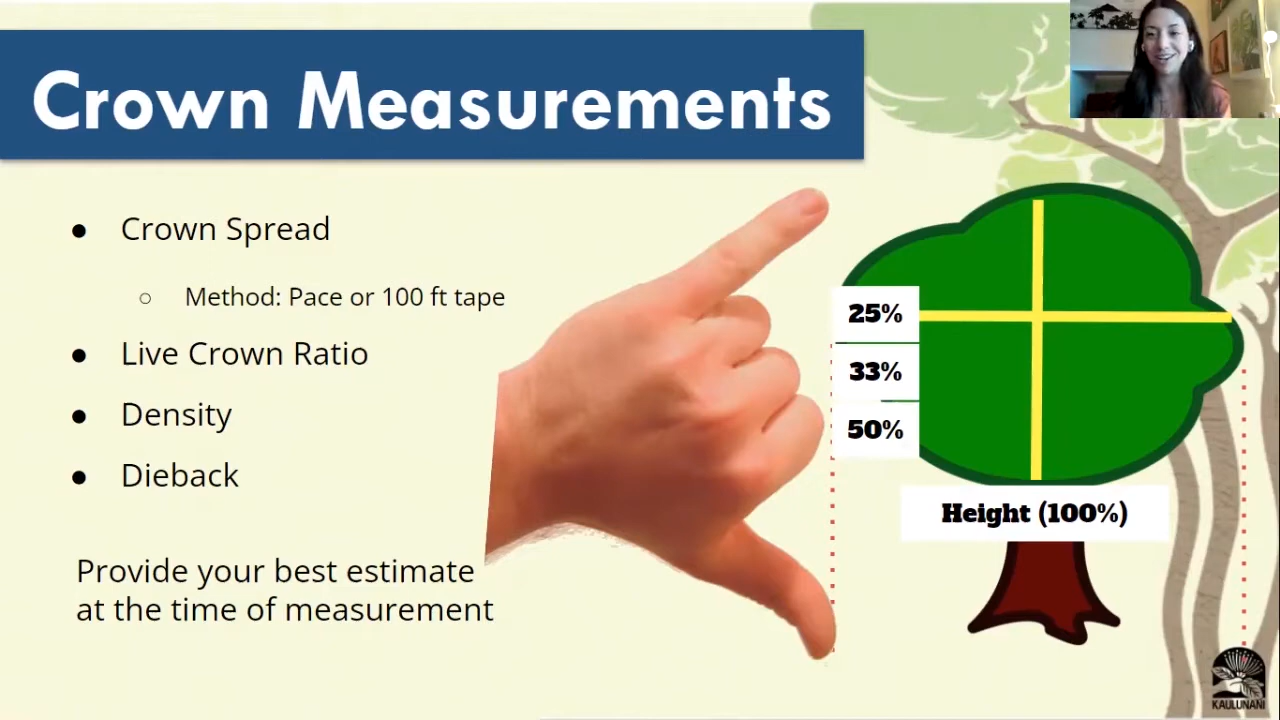 Crown Measurements
Crown Spread
Method: Pace or 100 ft tape
Live Crown Ratio
Density
Dieback
Provide your best estimate
at the time of measurement
25%
33%
50%
Height (100%)
KAULUNANI